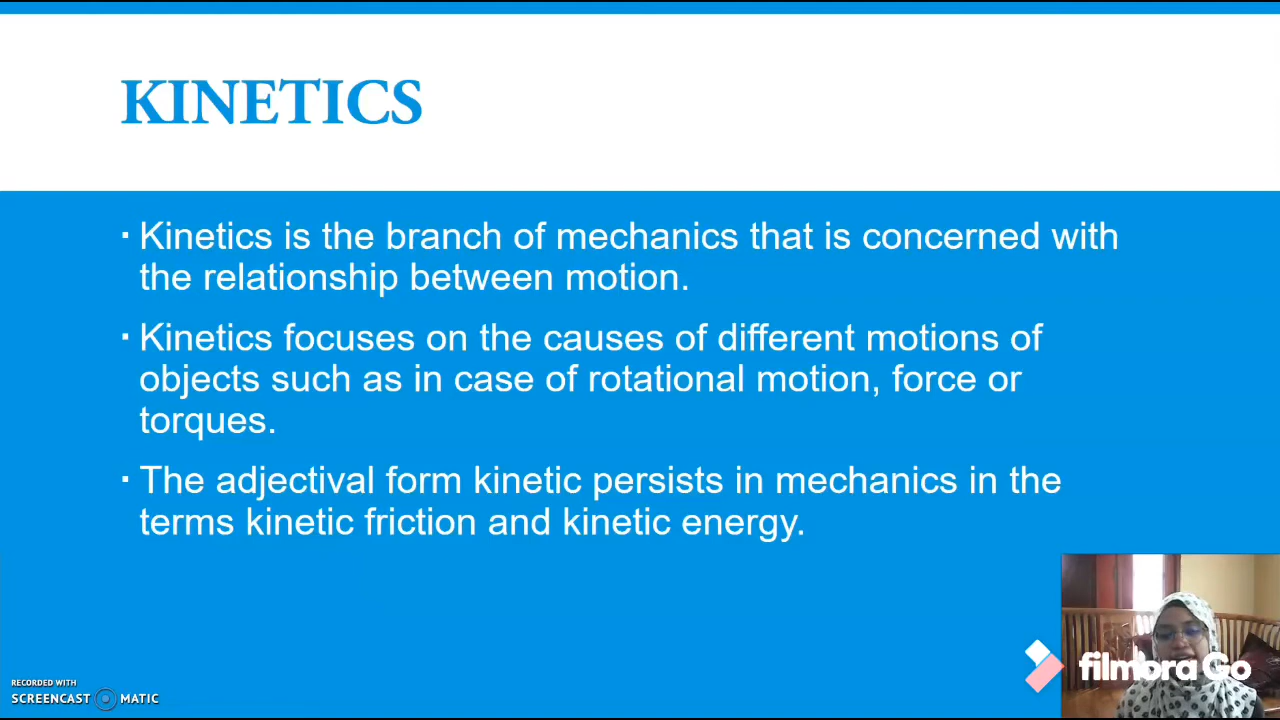 KINETICS
▪ Kinetics is the branch of mechanics that is concerned with
the relationship between motion.
▪ Kinetics focuses on the causes of different motions of
objects such as in case of rotational motion, force or
torques.
▪ The adjectival form kinetic persists in mechanics in the
terms kinetic friction and kinetic energy.
filmora Go
RECORDED WITH
SCREENCAST MATIC